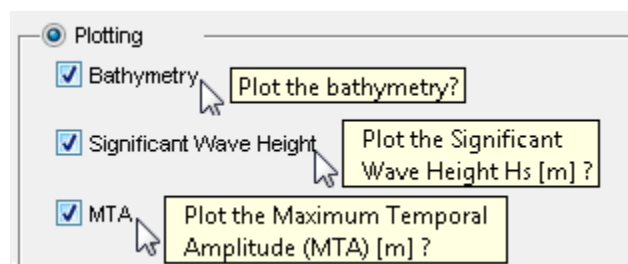 Plotting
Bathymetry
Plot the bathymetry?
Significant Wave Height
Plot the Significant
Wave Height Hs [m] ?
MTA
Plot the Maximum Temporal
Amplitude (MTA) [m] ?